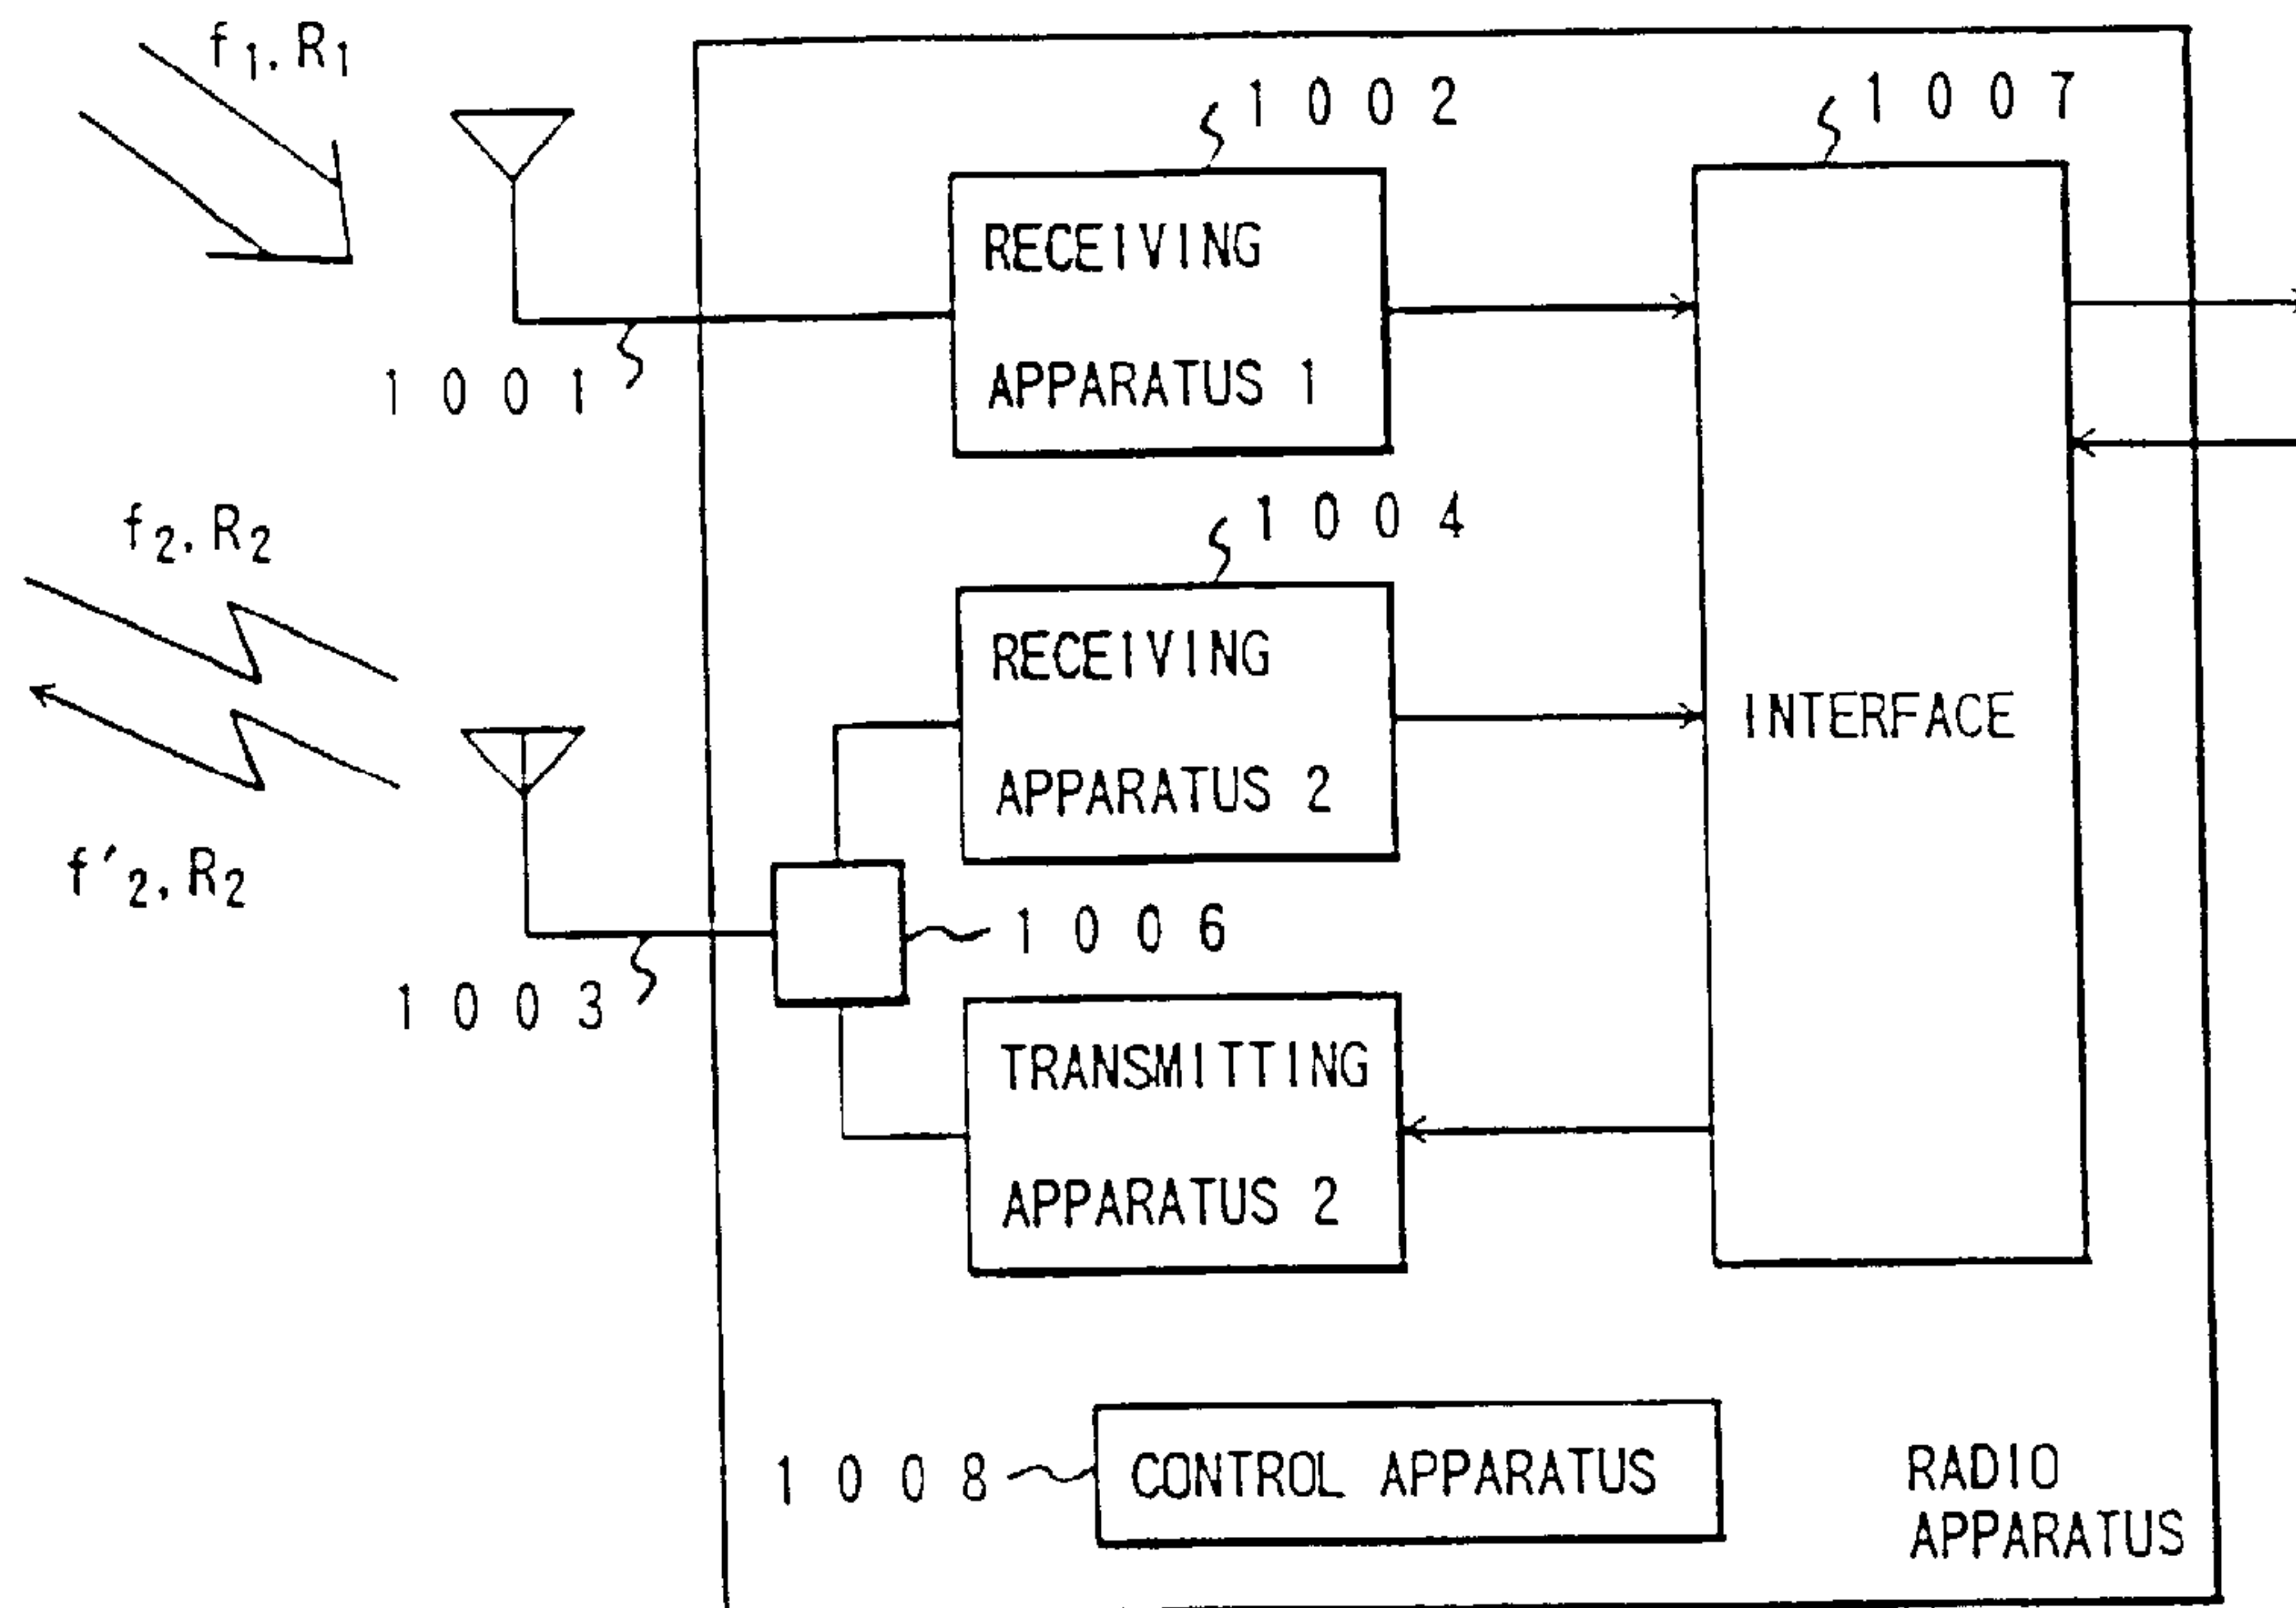 f1, R1
1002
1007
RECEIVING
APPARATUS 1
1001
f2, R2
1004
RECEIVING
APPARATUS 2
INTERFACE
f'2, R2
1006
1003
TRANSMITTING
APPARATUS 2
1008
CONTROL APPARATUS
RADIO
APPARATUS